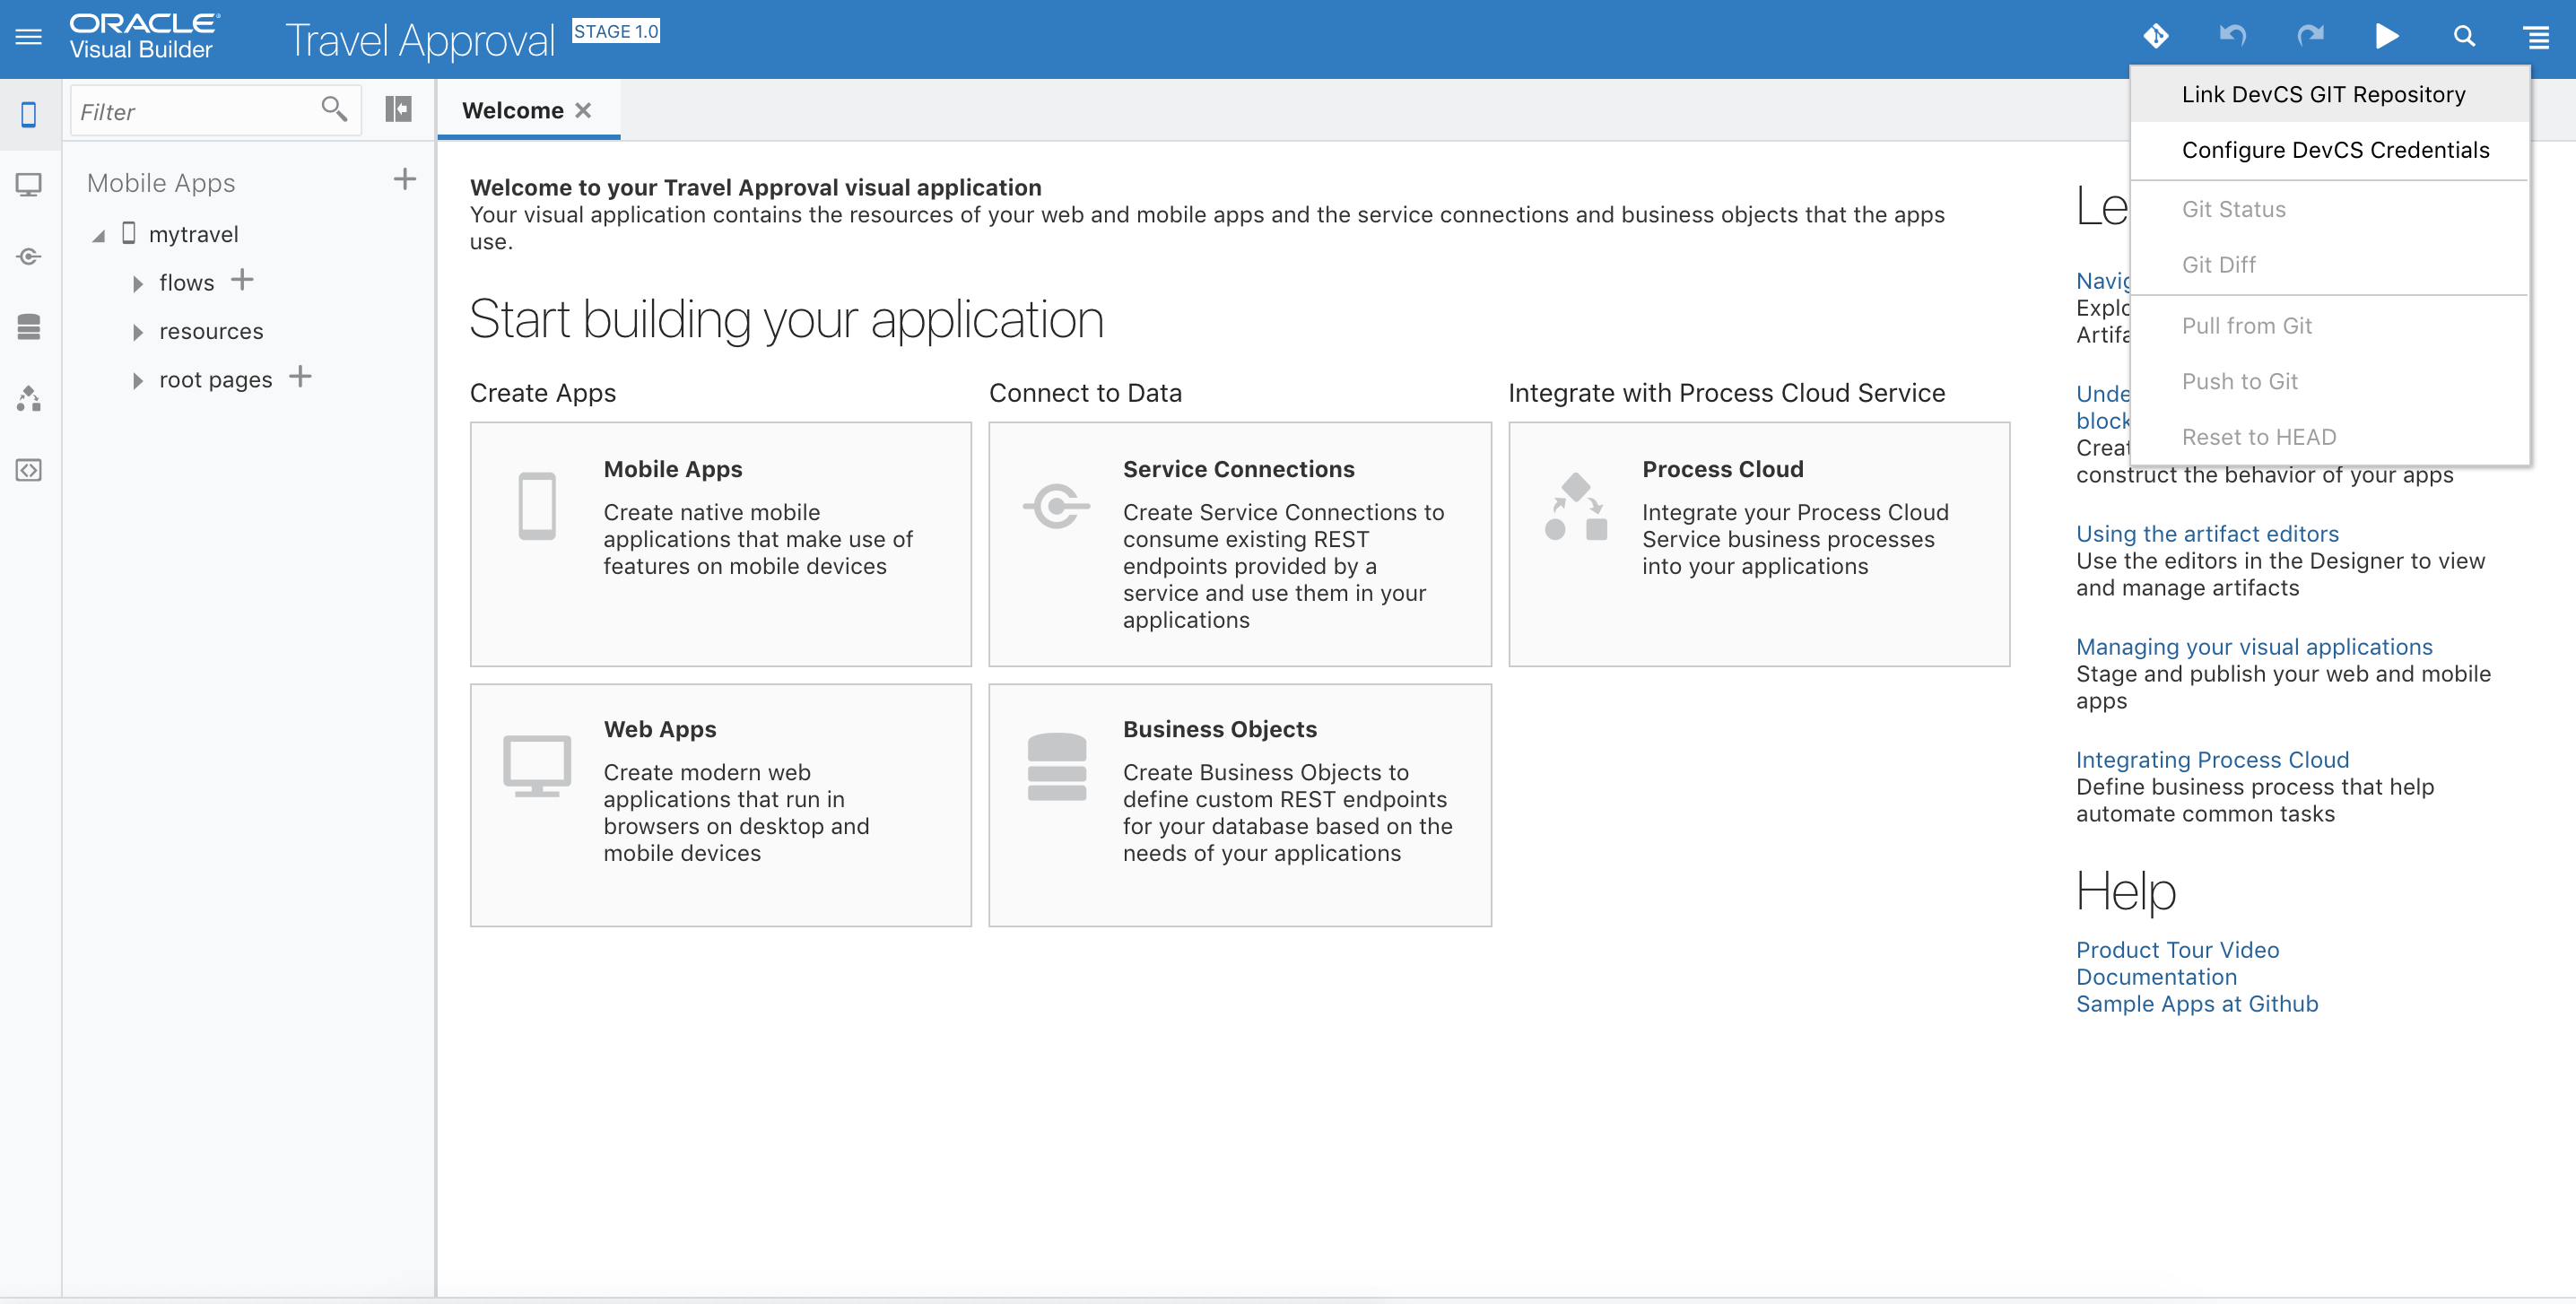 ORACLE
Visual Builder
Travel Approval
STAGE 1.0
Filter
Welcome
Link DevCS GIT Repository
Configure DevCS Credentials
Git Status
Git Diff
Pull from Git
Push to Git
Reset to HEAD
Mobile Apps
mytravel
flows
resources
root pages
Welcome to your Travel Approval visual application
Your visual application contains the resources of your web and mobile apps and the service connections and business objects that the apps
use.
Start building your application
Create Apps
Mobile Apps
Create native mobile
applications that make use of
features on mobile devices
Web Apps
Create modern web
applications that run in
browsers on desktop and
mobile devices
Connect to Data
Service Connections
Create Service Connections to
consume existing REST
endpoints provided by a
service and use them in your
applications
Business Objects
Create Business Objects to
define custom REST endpoints
for your database based on the
needs of your applications
Integrate with Process Cloud Service
Process Cloud
Integrate your Process Cloud
Service business processes
into your applications
Le
Navig
Explo
Artifa
Unde
block
Creat
construct the behavior of your apps
Using the artifact editors
Use the editors in the Designer to view
and manage artifacts
Managing your visual applications
Stage and publish your web and mobile
apps
Integrating Process Cloud
Define business process that help
automate common tasks
Help
Product Tour Video
Documentation
Sample Apps at Github